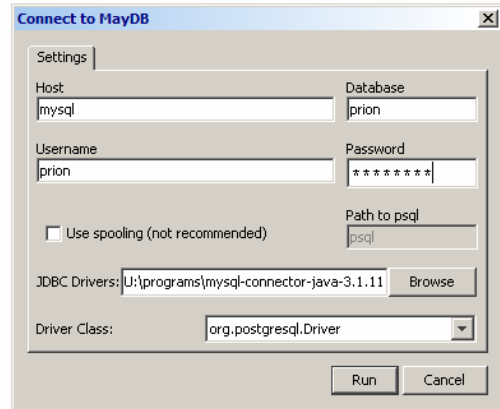 Connect to MayDB
Settings
Host Database
mysql prion
Username Password
prion ********
Use spooling (not recommended) Path to psql
psql
JDBC Drivers: U:\programs\mysql-connector-java-3.1.11 Browse
Driver Class: org.postgresql.Driver
Run Cancel